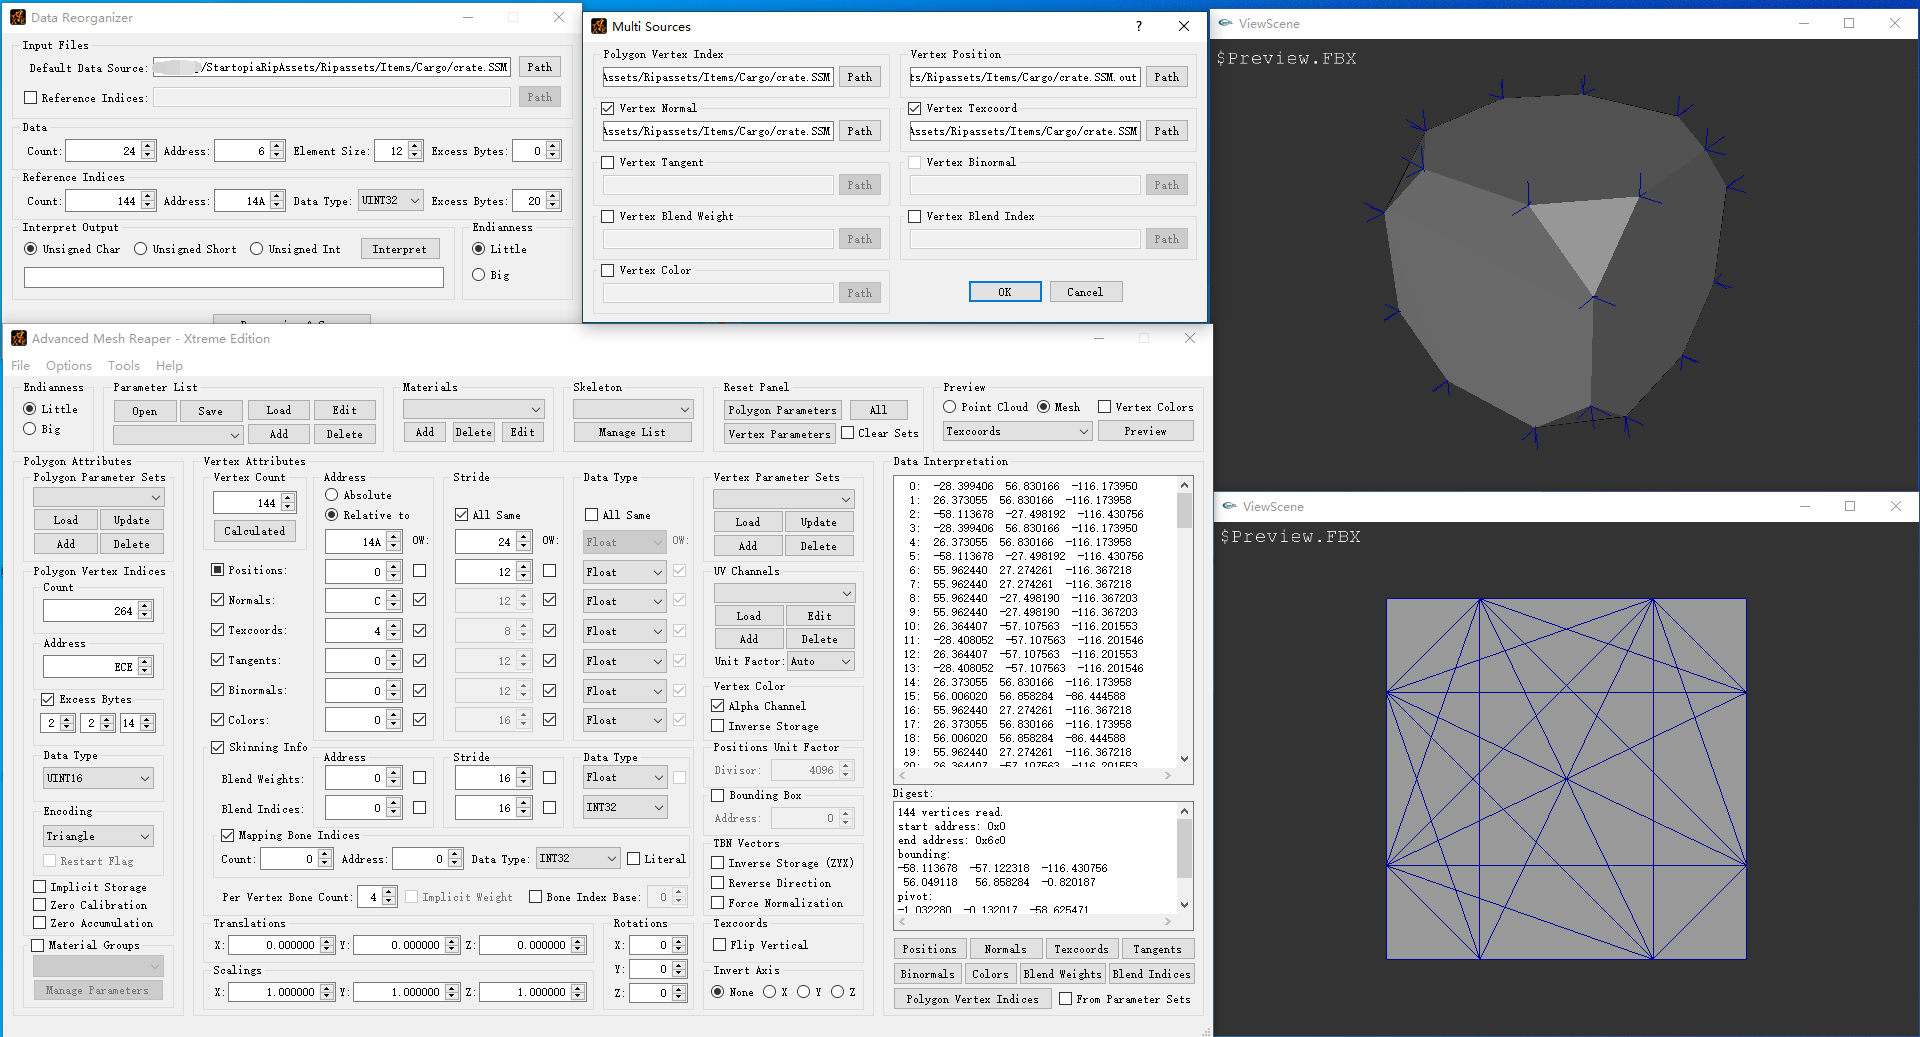 Data Reorganizer
Input Files
Default Data Source: /StartopiaRipAssets/Ripassets/Items/Cargo/crate.SSM Path
Reference Indices: Path
Data
Count: 24 Address: 6 Element Size: 12 Excess Bytes: 0
Reference Indices
Count: 144 Address: 14A Data Type: UINT32 Excess Bytes: 20
Interpret Output
Unsigned Char Unsigned Short Unsigned Int Interpret
Endianness
Little
Big
Multi Sources
?
Polygon Vertex Index
Assets/Ripassets/Items/Cargo/crate.SSM Path
Vertex Position
ts/Ripassets/Items/Cargo/crate.SSM.out Path
Vertex Normal
Assets/Ripassets/Items/Cargo/crate.SSM Path
Vertex Texcoord
Assets/Ripassets/Items/Cargo/crate.SSM Path
Vertex Tangent
Path
Vertex Binormal
Path
Vertex Blend Weight
Path
Vertex Blend Index
Path
Vertex Color
Path
OK Cancel
ViewScene
$Preview.FBX
Advanced Mesh Reaper - Xtreme Edition
File Options Tools Help
Endianness
Little
Big
Parameter List
Open Save Load Edit
Add Delete
Materials
Add Delete Edit
Skeleton
Manage List
Reset Panel
Polygon Parameters All
Vertex Parameters Clear Sets
Preview
Point Cloud Mesh Vertex Colors
Texcoords Preview
Polygon Attributes
Polygon Parameter Sets
Load Update
Add Delete
Polygon Vertex Indices
Count
264
Address
ECE
Excess Bytes
2 2 14
Data Type
UINT16
Encoding
Triangle
Restart Flag
Implicit Storage
Zero Calibration
Zero Accumulation
Material Groups
Manage Parameters
Vertex Attributes
Vertex Count
144
Calculated
Address
Absolute
Relative to
14A OW:
Stride
All Same
24 OW:
Data Type
All Same
Float OW:
Positions: 0 12 Float
Normals: C 12 Float
Texcoords: 4 8 Float
Tangents: 0 12 Float
Binormals: 0 12 Float
Colors: 0 16 Float
Skinning Info
Address Stride Data Type
Blend Weights: 0 16 Float
Blend Indices: 0 16 INT32
Mapping Bone Indices
Count: 0 Address: 0 Data Type: INT32 Literal
Per Vertex Bone Count: 4 Implicit Weight Bone Index Base: 0
Translations
X: 0.000000 Y: 0.000000 Z: 0.000000
Scalings
X: 1.000000 Y: 1.000000 Z: 1.000000
Rotations
X: 0
Y: 0
Z: 0
Vertex Parameter Sets
Load Update
Add Delete
UV Channels
Load Edit
Add Delete
Unit Factor: Auto
Vertex Color
Alpha Channel
Inverse Storage
Positions Unit Factor
Divisor: 4096
Bounding Box
Address: 0
TBN Vectors
Inverse Storage (ZYX)
Reverse Direction
Force Normalization
Texcoords
Flip Vertical
Invert Axis
None X Y Z
Data Interpretation
0: -28.399406 56.830166 -116.173950
1: 26.373055 56.830166 -116.173958
2: -58.113678 -27.498192 -116.430756
3: -28.399406 56.830166 -116.173950
4: 26.373055 56.830166 -116.173958
5: -58.113678 -27.498192 -116.430756
6: 55.962440 27.274261 -116.367218
7: 55.962440 27.274261 -116.367218
8: 55.962440 -27.498190 -116.367203
9: 55.962440 -27.498190 -116.367203
10: 26.364407 -57.107563 -116.201553
11: -28.408052 -57.107563 -116.201546
12: 26.364407 -57.107563 -116.201553
13: -28.408052 -57.107563 -116.201546
14: 26.373055 56.830166 -116.173958
15: 56.006020 56.858284 -86.444588
16: 55.962440 27.274261 -116.367218
17: 26.373055 56.830166 -116.173958
18: 56.006020 56.858284 -86.444588
19: 55.962440 27.274261 -116.367218
20: 26.364407 -57.107563 -116.201553
Digest:
144 vertices read.
start address: 0x0
end address: 0x6c0
bounding:
-58.113678 -57.122318 -116.430756
56.049118 56.858284 -0.820187
pivot:
-1.032280 -0.132017 -58.625471
Positions Normals Texcoords Tangents
Binormals Colors Blend Weights Blend Indices
Polygon Vertex Indices From Parameter Sets
ViewScene
$Preview.FBX